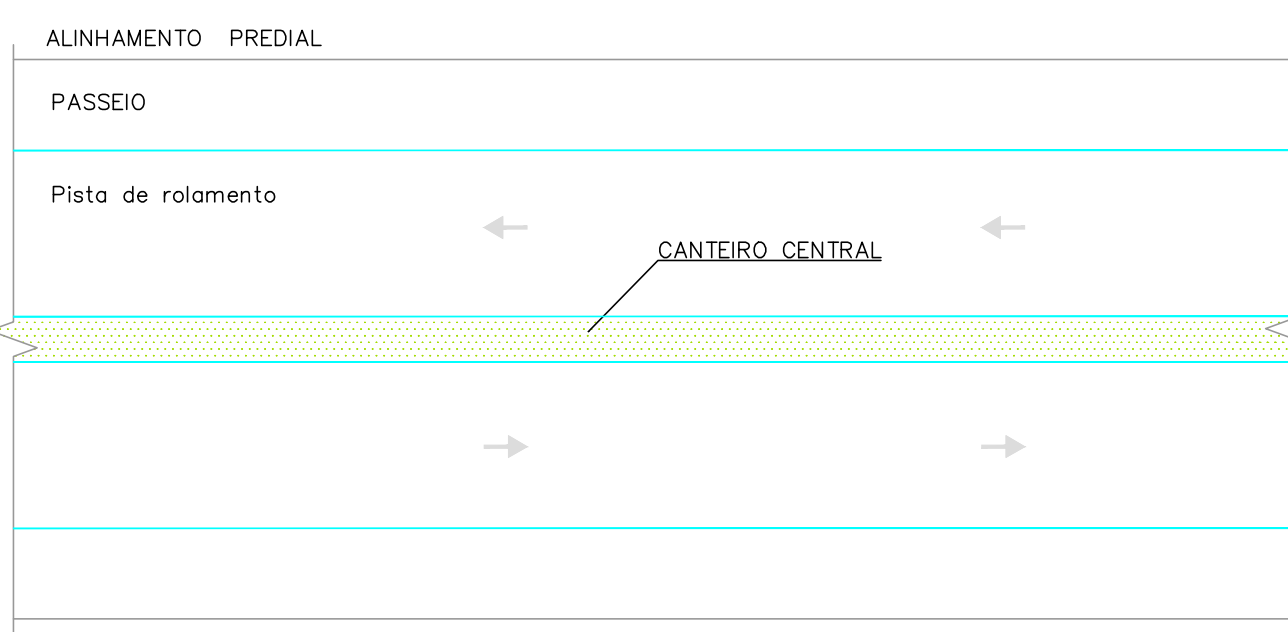 ALINHAMENTO PREDIAL
PASSEIO
Pista de rolamento
CANTEIRO CENTRAL